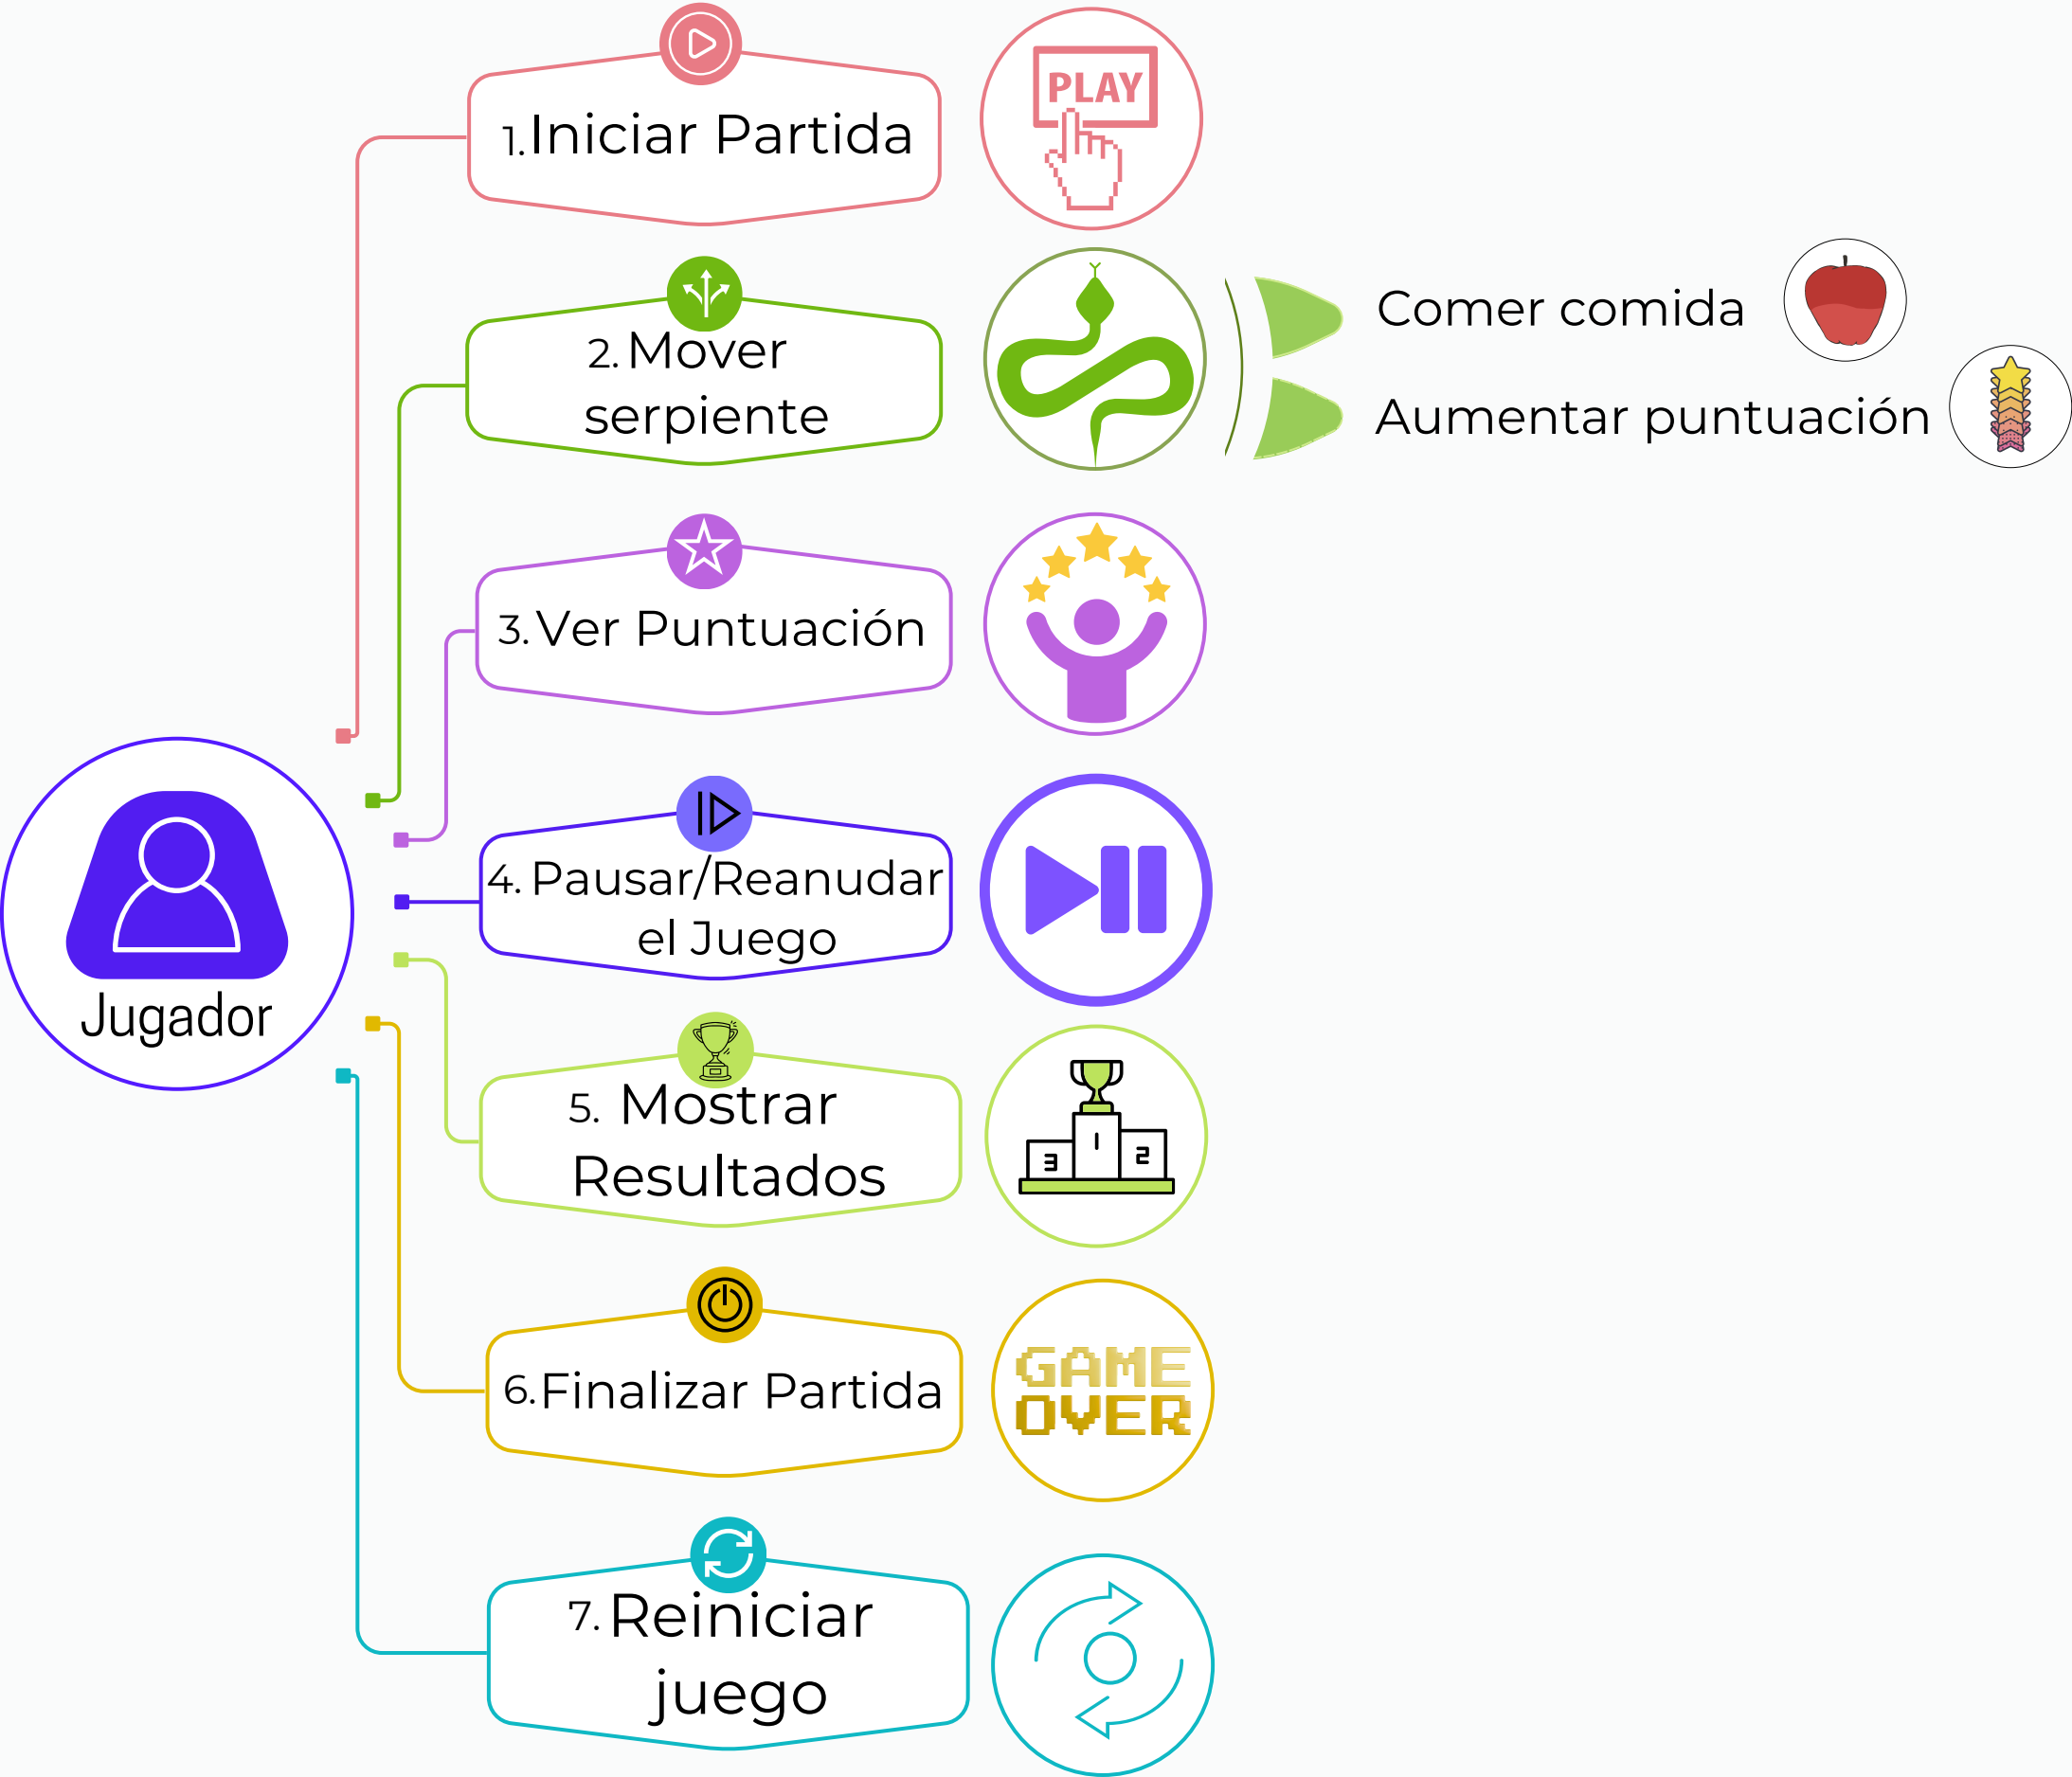 1. Iniciar Partida
PLAY
2. Mover
serpiente
Comer comida
Aumentar puntuación
3. Ver Puntuación
4. Pausar/Reanudar
el Juego
Jugador
5. Mostrar
Resultados
3 1 2
6. Finalizar Partida
GAME
OVER
7. Reiniciar
juego